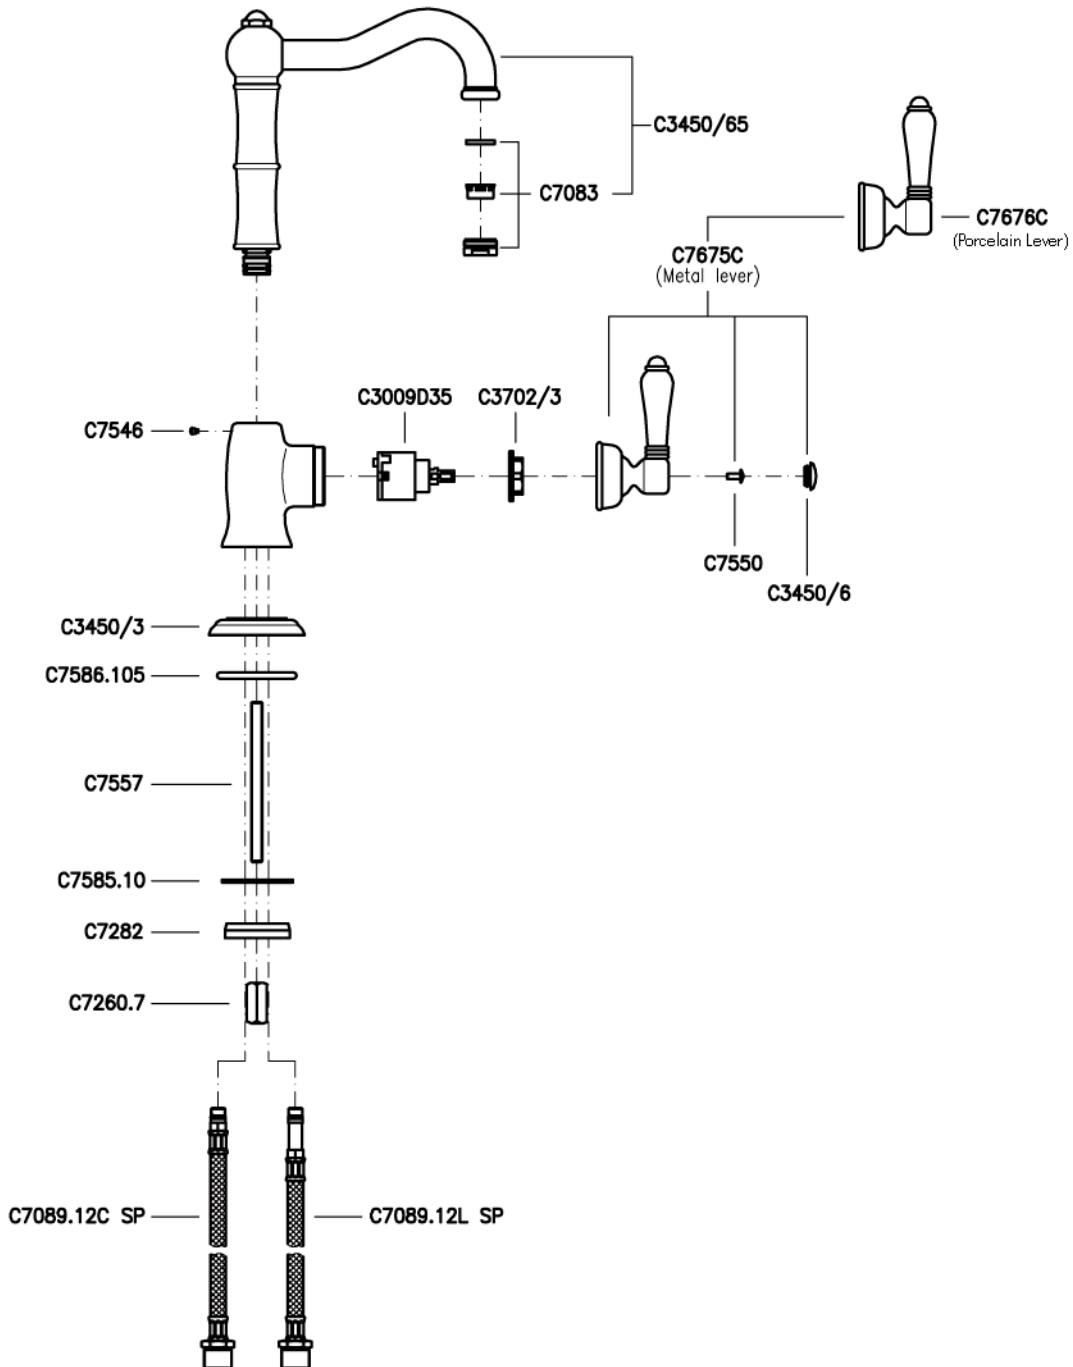 C3450/65
C7083
C7676C
(Porcelain Lever)
C7675C
(Metal lever)
C3009D35
C3702/3
C7546
C7550
C3450/6
C3450/3
C7586.105
C7557
C7585.10
C7282
C7260.7
C7089.12C SP
C7089.12L SP